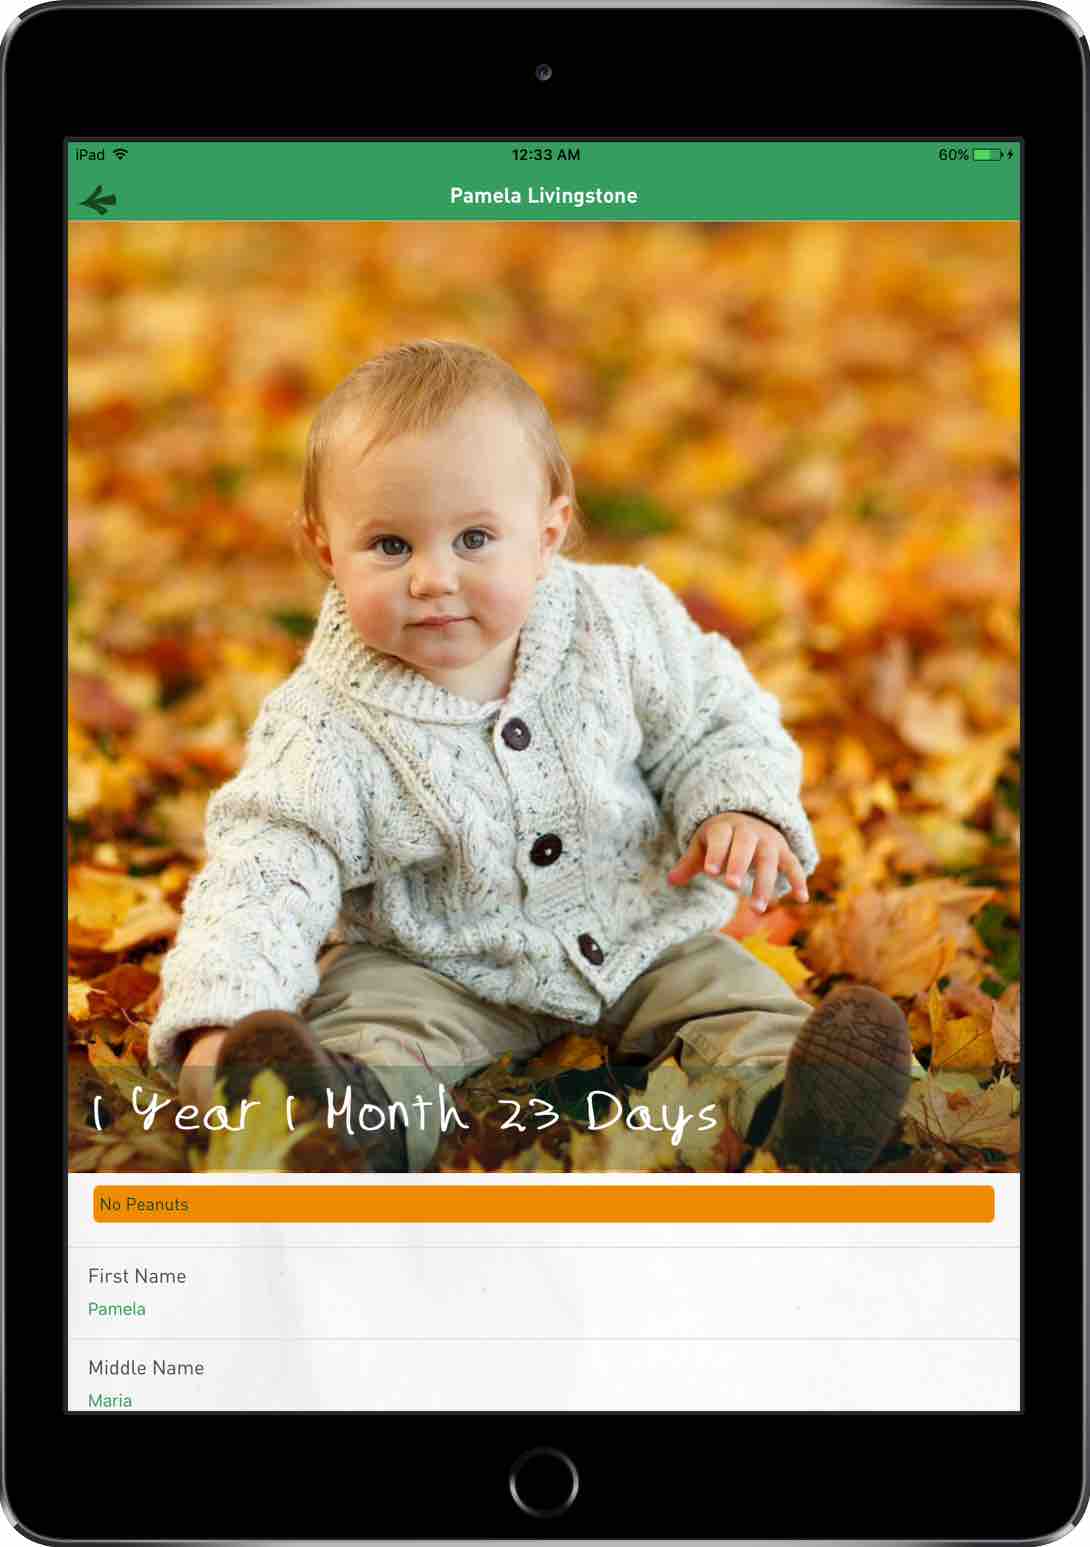 iPad 12:33 AM 60%
Pamela Livingstone
1 Year 1 Month 23 Days
No Peanuts
First Name
Pamela
Middle Name
Maria